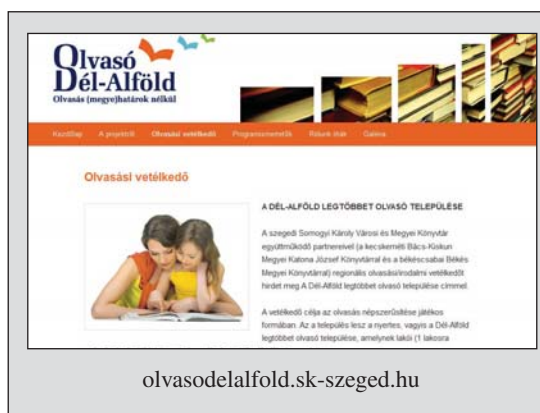 Olvasó
Dél-Alföld
Olvasás (megye)határok nélkül
Kezdőlap A projektről Olvasási vetélkedő Programismertetők Rólunk írták Galéria
Olvasási vetélkedő
A DÉL-ALFÖLD LEGTÖBBET OLVASÓ TELEPÜLÉSE
A szegedi Somogyi Károly Városi és Megyei Könyvtár
együttműködő partnereivel (a kecskeméti Bács-Kiskun
Megyei Katona József Könyvtárral és a békéscsabai Békés
Megyei Könyvtárral) regionális olvasási/irodalmi vetélkedőt
hirdet meg A Dél-Alföld legtöbbet olvasó települése címmel.
A vetélkedő célja az olvasás népszerűsítése játékos
formában. Az a település lesz a nyertes, vagyis a Dél-Alföld
legtöbbet olvasó települése, amelynek lakói (1 lakosra
olvasodelalfold.sk-szeged.hu